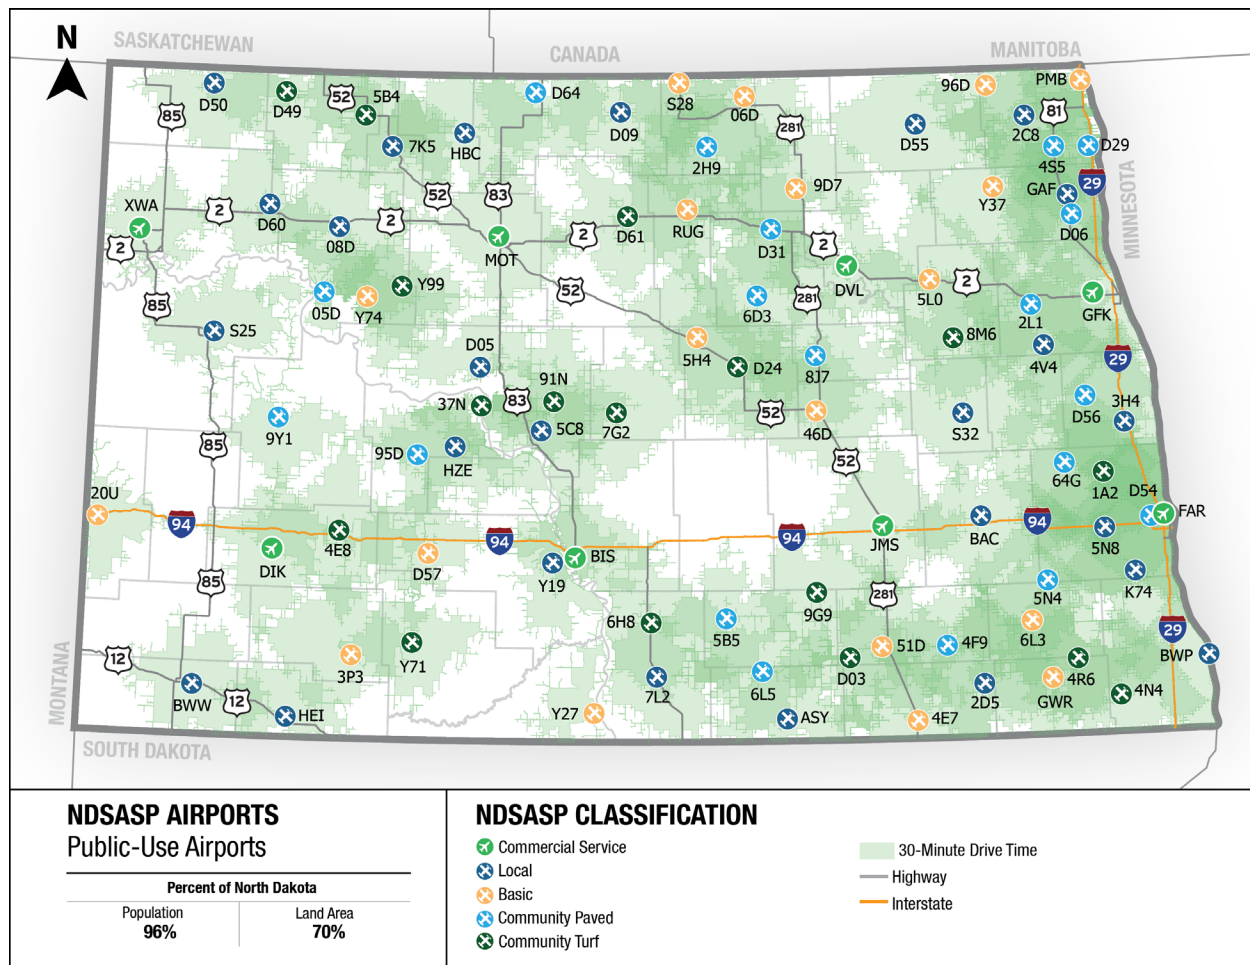 N
SASKATCHEWAN
CANADA
MANITOBA
PMB
96D
D50
D49
52
5B4
D64
S28
06D
85
D09
281
D55
2C8
81
7K5
HBC
2H9
4S5
D29
52
83
9D7
Y37
GAF
29
MINNESOTA
XWA
2
D60
2
D61
RUG
D06
2
08D
MOT
2
D31
2
DVL
Y99
52
5L0
2
GFK
85
05D
Y74
6D3
281
2L1
S25
5H4
8M6
4V4
29
D05
D24
8J7
91N
37N
83
3H4
9Y1
5C8
7G2
52
46D
S32
D56
85
95D
HZE
52
64G
1A2
D54
20U
94
FAR
94
94
JMS
BAC
94
5N8
DIK
4E8
D57
Y19
BIS
85
9G9
281
5N4
K74
6H8
5B5
51D
4F9
6L3
29
MONTANA
12
3P3
Y71
D03
4R6
BWP
BWW
12
7L2
6L5
2D5
GWR
4N4
HEI
Y27
ASY
4E7
SOUTH DAKOTA
NDSASP AIRPORTS
Public-Use Airports
Percent of North Dakota
Population
96%
Land Area
70%
NDSASP CLASSIFICATION
Commercial Service
Local
Basic
Community Paved
Community Turf
30-Minute Drive Time
Highway
Interstate